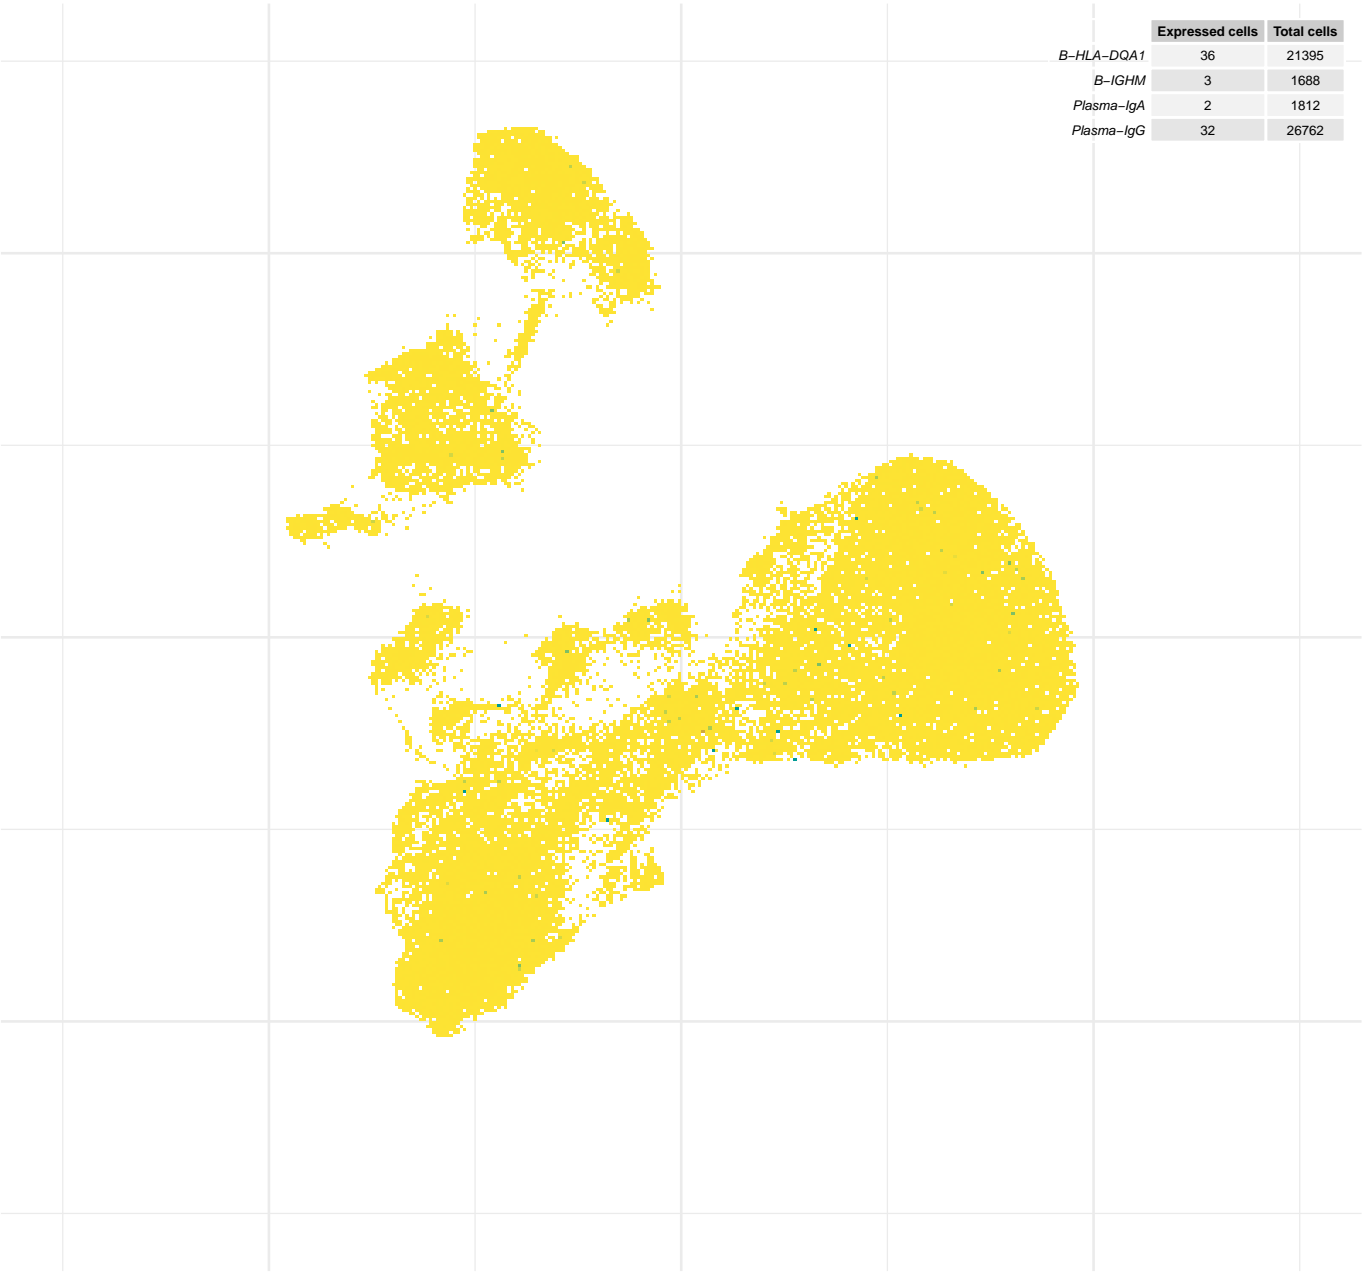 Expressed cells Total cells
B−HLA−DQA1 36 21395
B−IGHM 3 1688
Plasma−IgA 2 1812
Plasma−IgG 32 26762